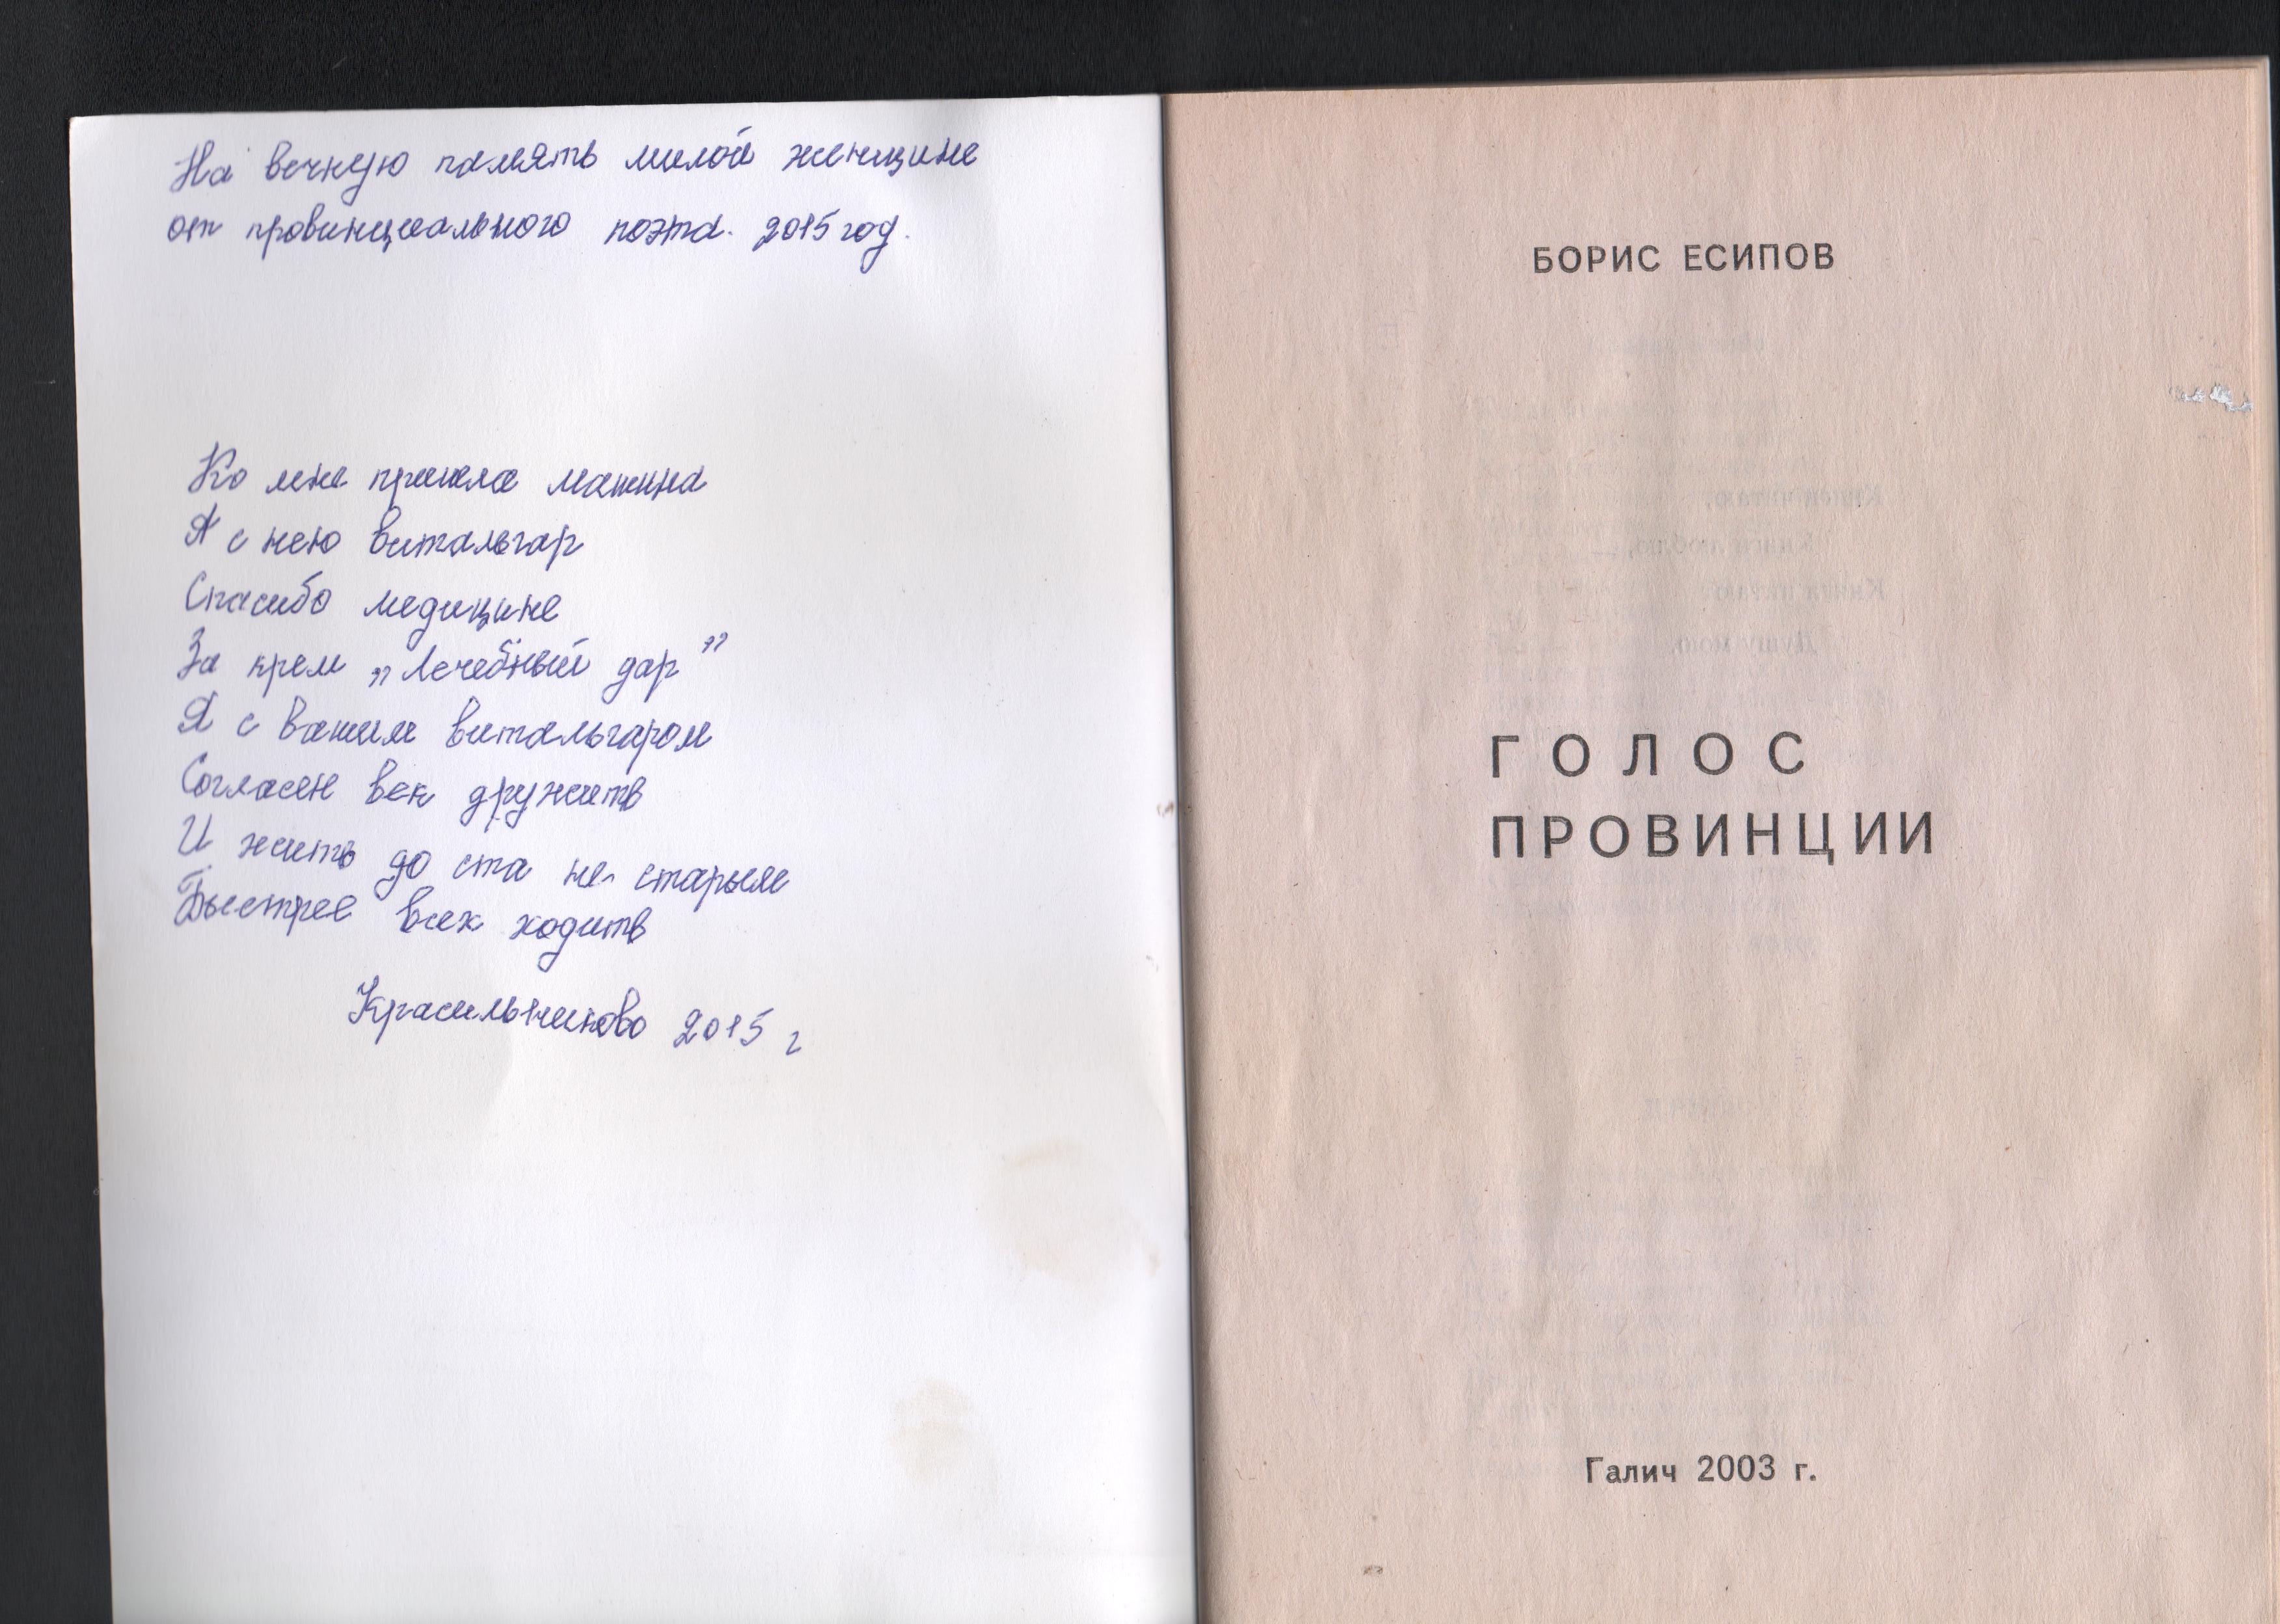 На вечную память милой женщине
от провинциального поэта. 2015 год.
Ко мне пришла машина
А с нею витальгар
Спасибо медицине
За крем „Лечебный дар”
Я с вашим витальгаром
Согласен век дружить
И жить до ста не старым
Быстрее всех ходить
Красильниково 2015 г
БОРИС ЕСИПОВ
ГОЛОС
ПРОВИНЦИИ
Галич 2003 г.